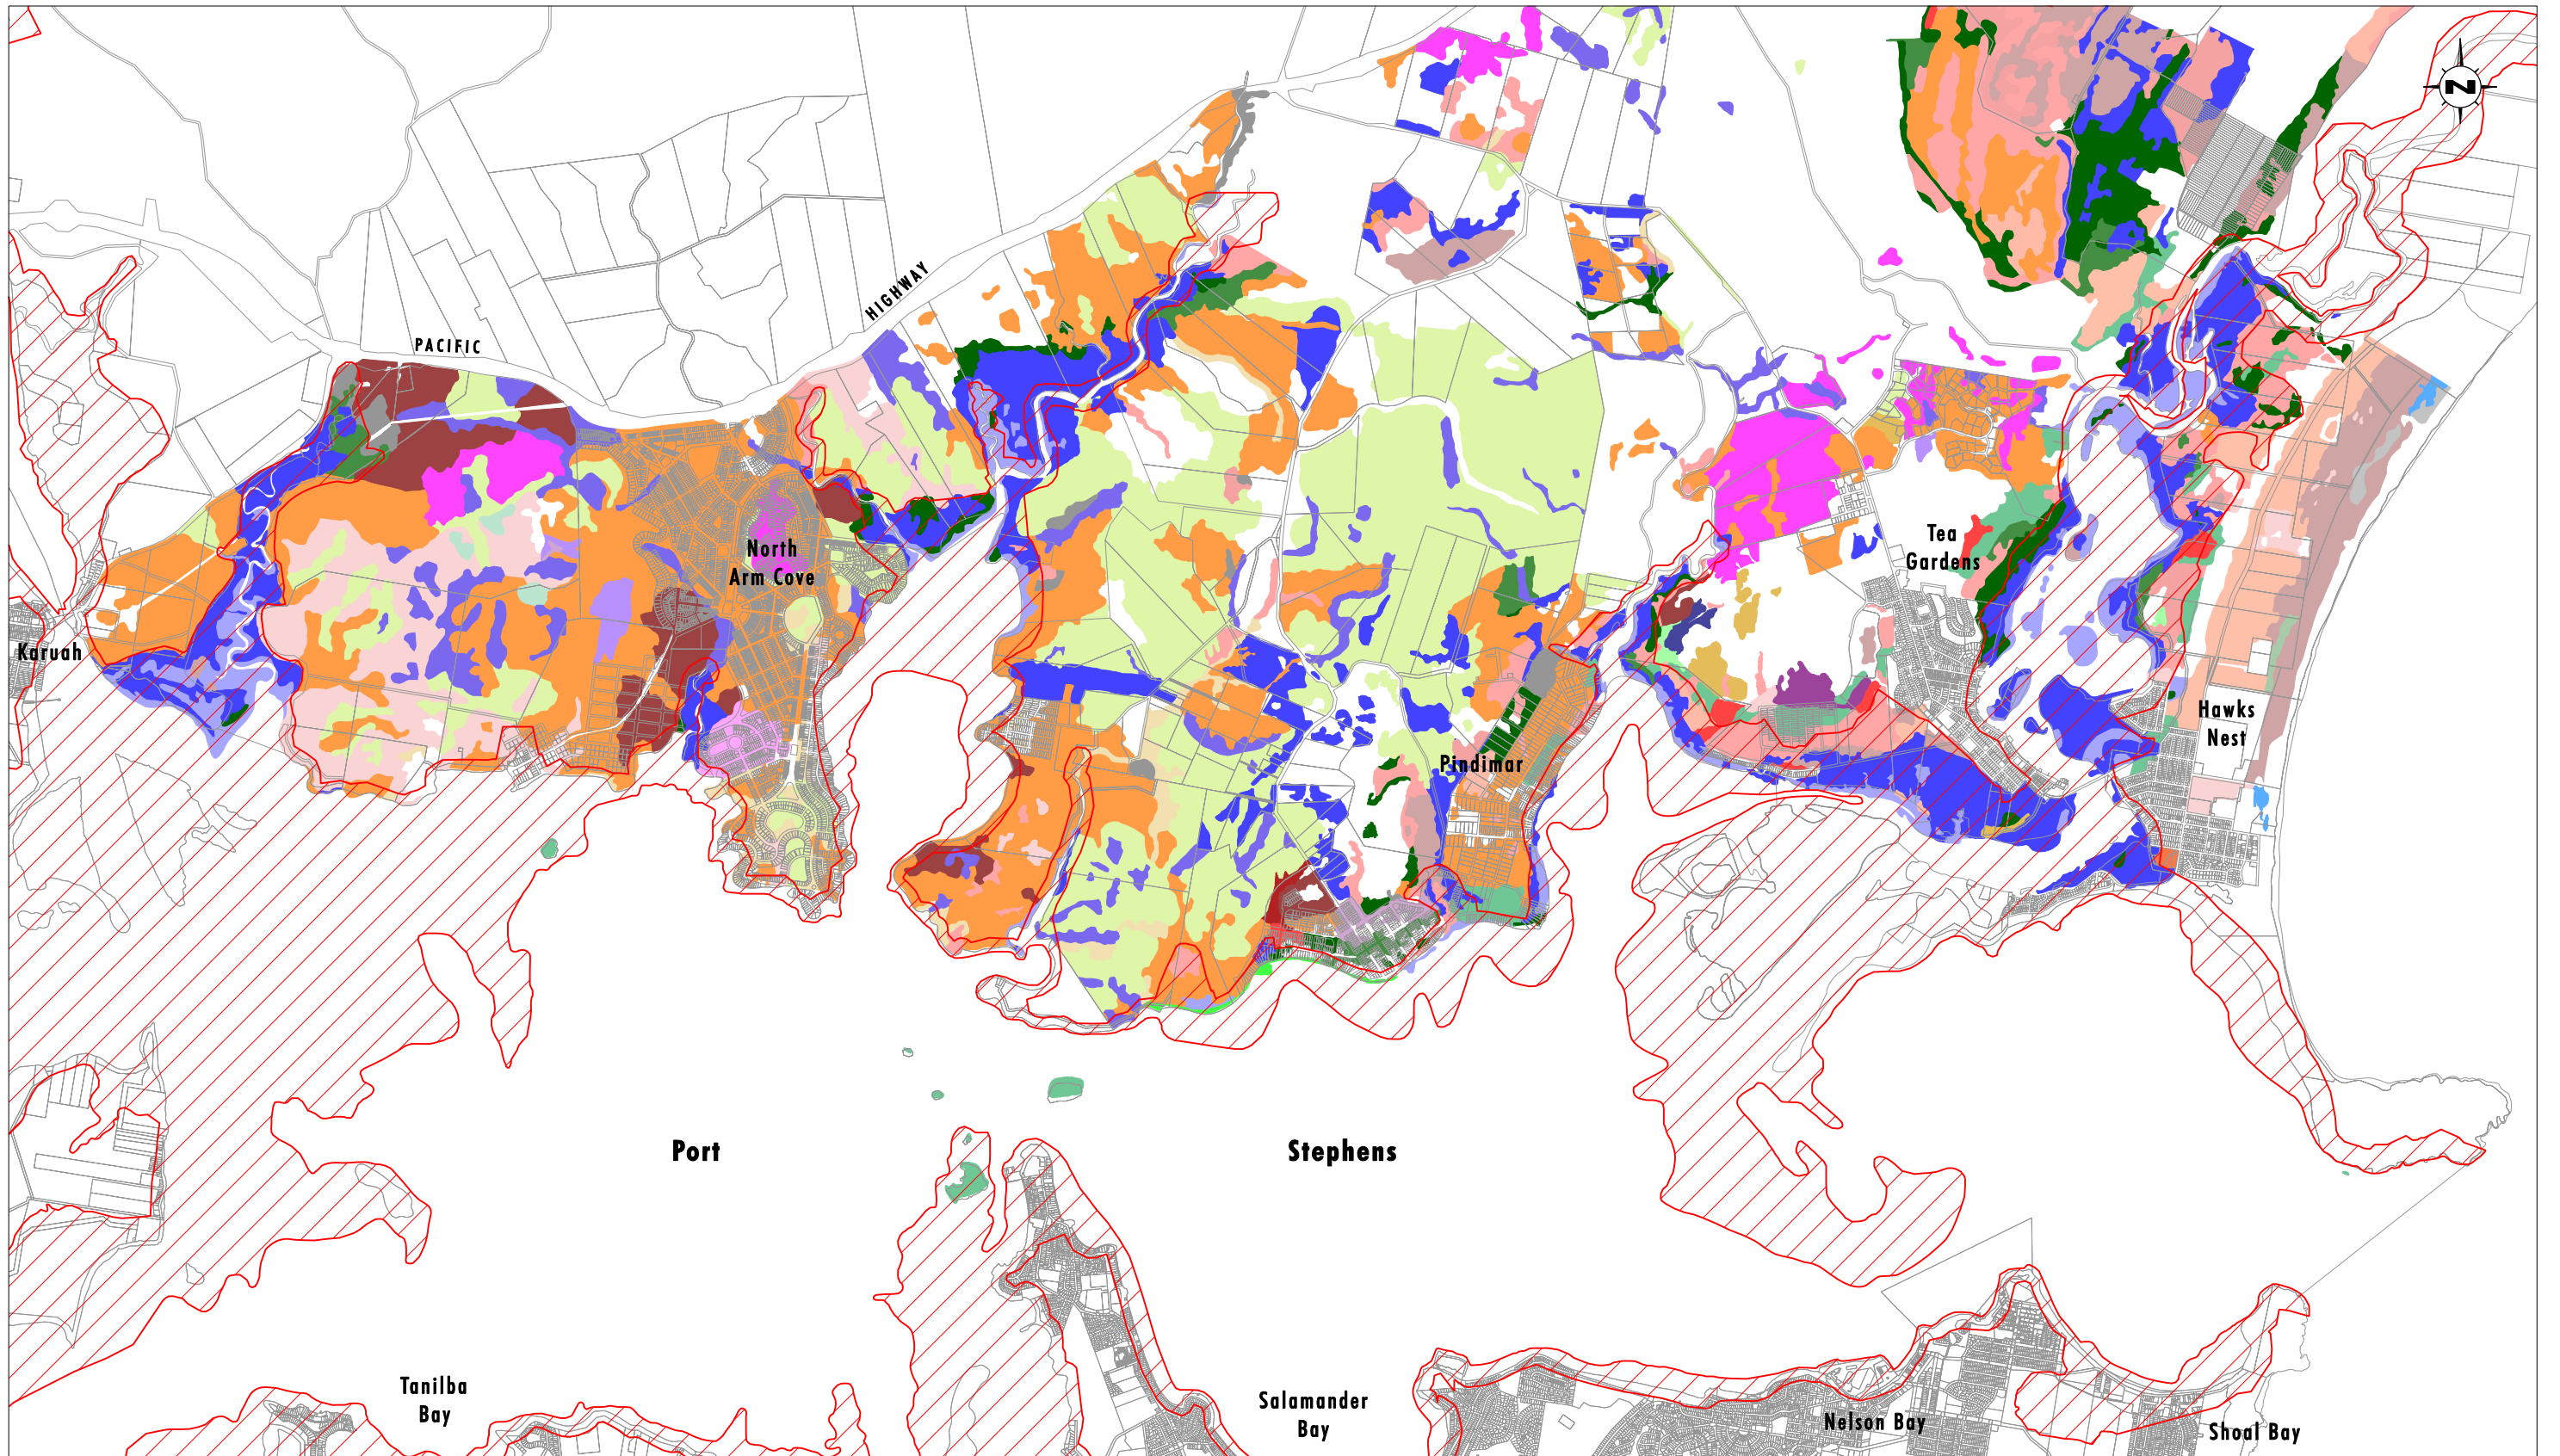 N
HIGHWAY
PACIFIC
North
Arm Cove
Tea
Gardens
Karuah
Hawks
Nest
Pindimar
Port
Stephens
Tanilba
Bay
Salamander
Bay
Nelson Bay
Shoal Bay